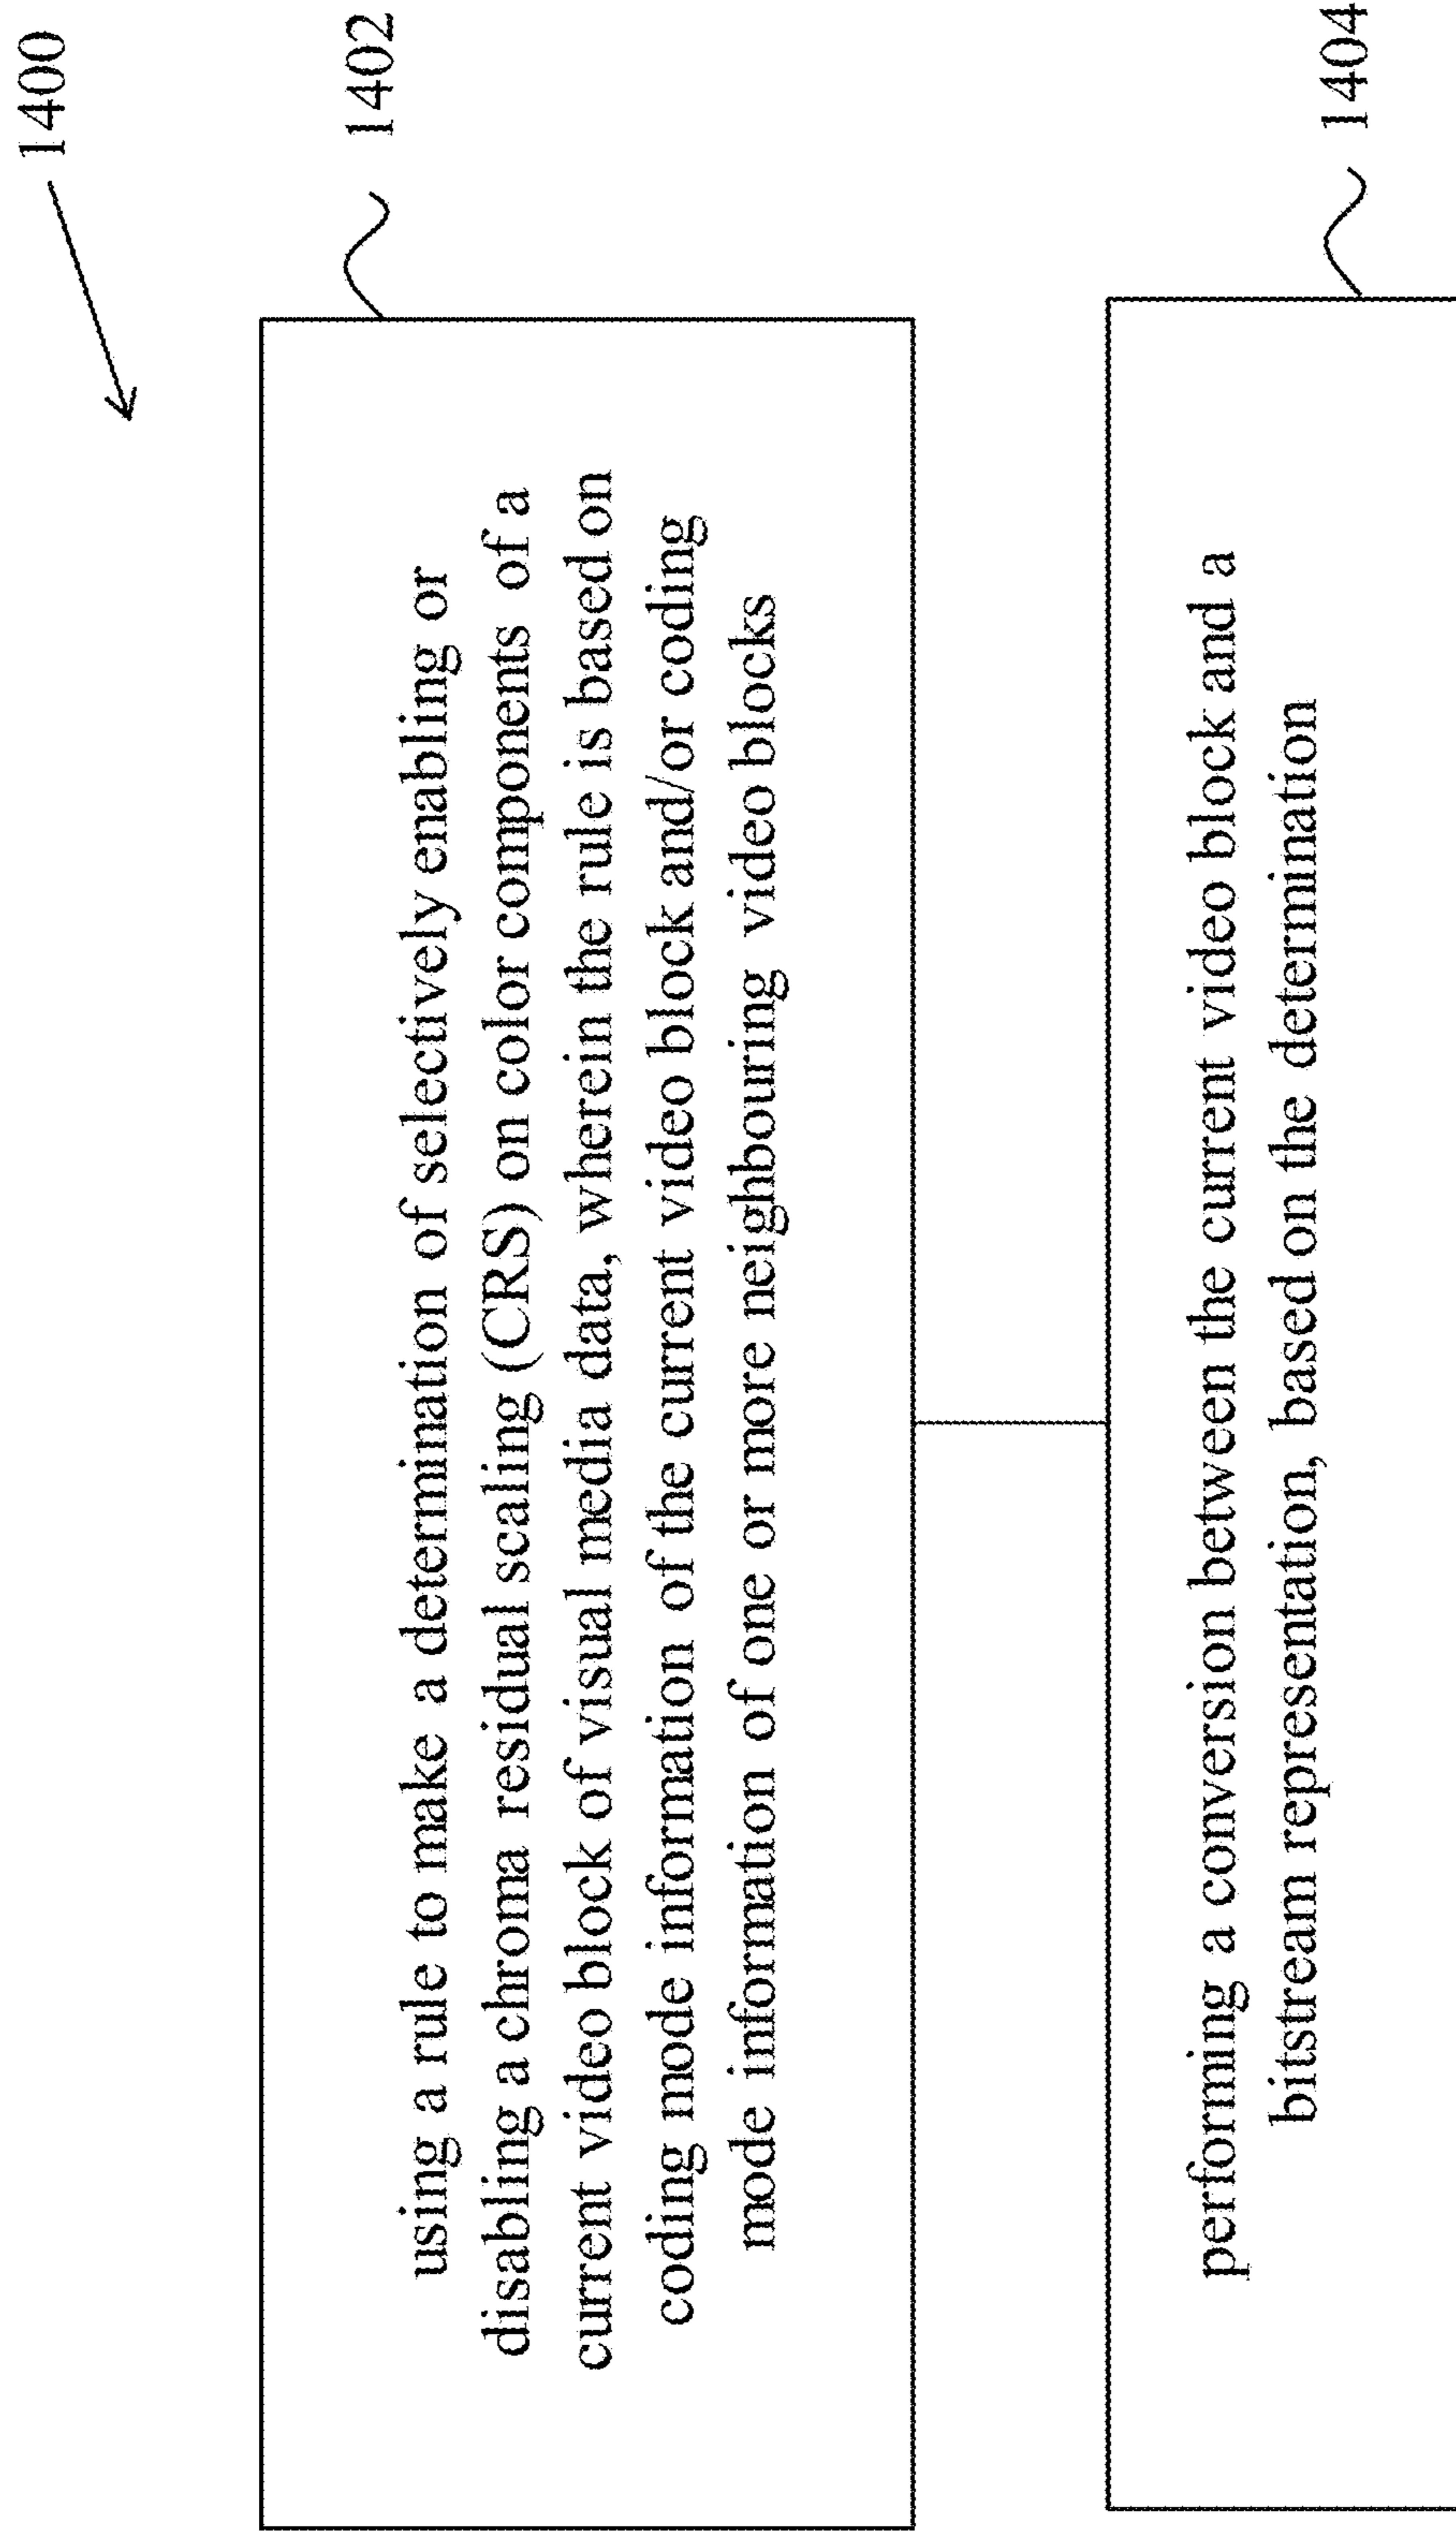 1400
1402
using a rule to make a determination of selectively enabling or
disabling a chroma residual scaling (CRS) on color components of a
current video block of visual media data, wherein the rule is based on
coding mode information of the current video block and/or coding
mode information of one or more neighbouring video blocks
1404
performing a conversion between the current video block and a
bitstream representation, based on the determination